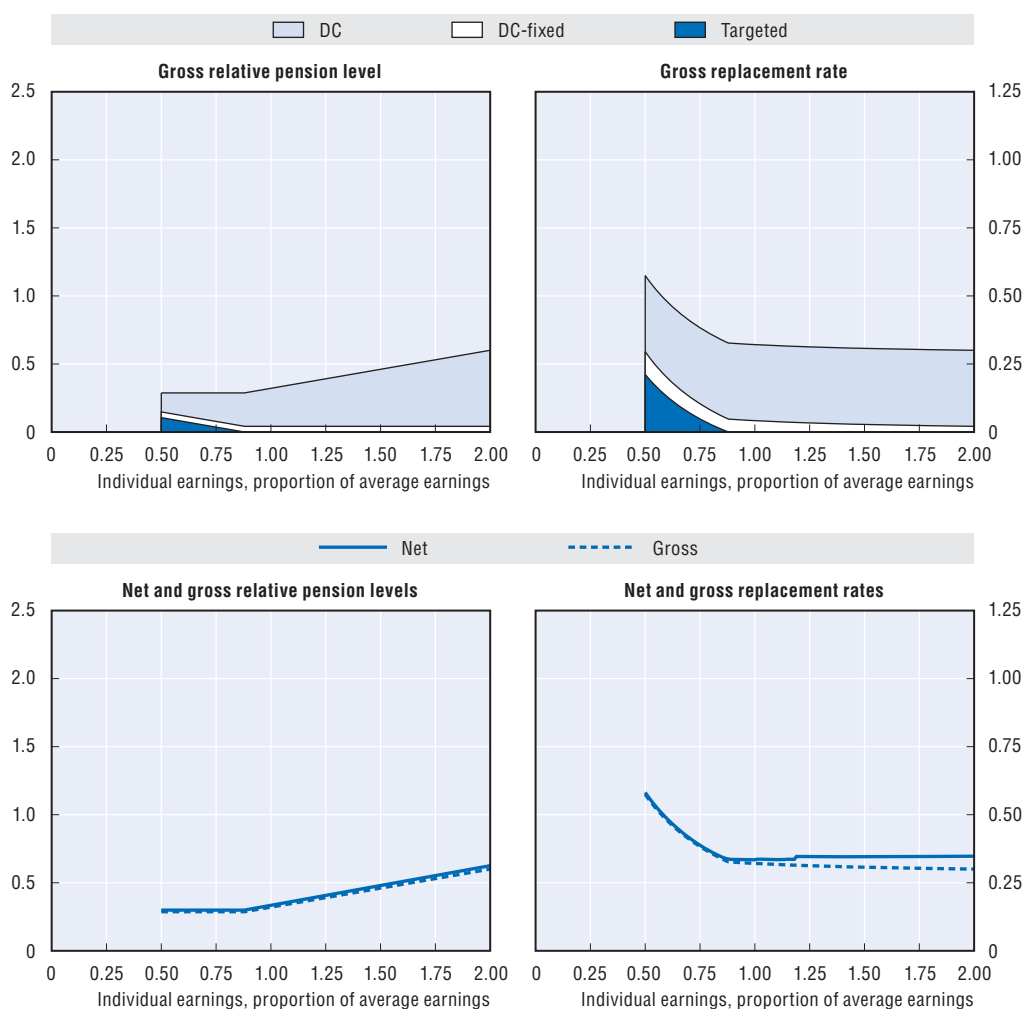 DC DC-fixed Targeted
Gross relative pension level
2.5
2.0
1.5
1.0
0.5
0
0 0.25 0.50 0.75 1.00 1.25 1.50 1.75 2.00
Individual earnings, proportion of average earnings
Gross replacement rate
1.25
1.00
0.75
0.50
0.25
0
0 0.25 0.50 0.75 1.00 1.25 1.50 1.75 2.00
Individual earnings, proportion of average earnings
Net Gross
Net and gross relative pension levels
2.5
2.0
1.5
1.0
0.5
0
0 0.25 0.50 0.75 1.00 1.25 1.50 1.75 2.00
Individual earnings, proportion of average earnings
Net and gross replacement rates
1.25
1.00
0.75
0.50
0.25
0
0 0.25 0.50 0.75 1.00 1.25 1.50 1.75 2.00
Individual earnings, proportion of average earnings